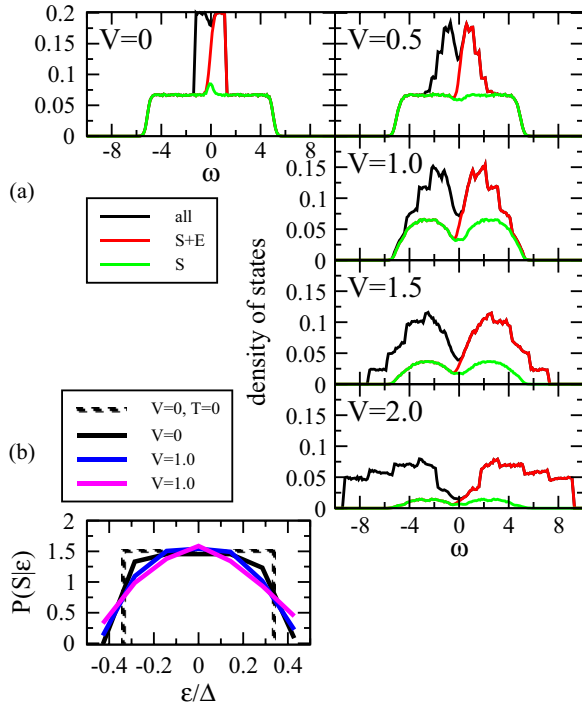 0.2
0.15
0.1
0.05
0
V=0
-8 -4 0 4 8
ω
V=0.5
(a)
all
S+E
S
density of states
V=1.0
0.15
0.1
0.05
0
V=1.5
0.1
0.05
0
V=2.0
0.1
0.05
0
-8 -4 0 4 8
ω
(b)
V=0, T=0
V=0
V=1.0
V=1.0
P(S|ε)
2
1.5
1
0.5
0
-0.4 -0.2 0 0.2 0.4
ε/Δ